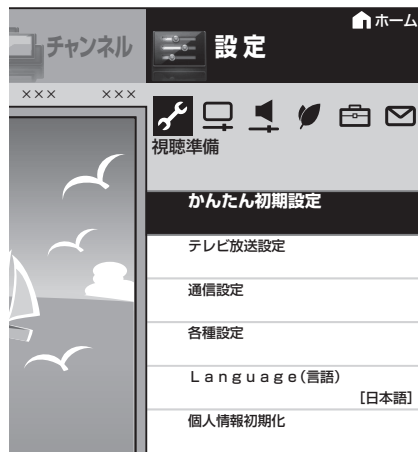 ホーム
チャンネル
設定
××× ×××
視聴準備
かんたん初期設定
テレビ放送設定
通信設定
各種設定
Language(言語)
[日本語]
個人情報初期化